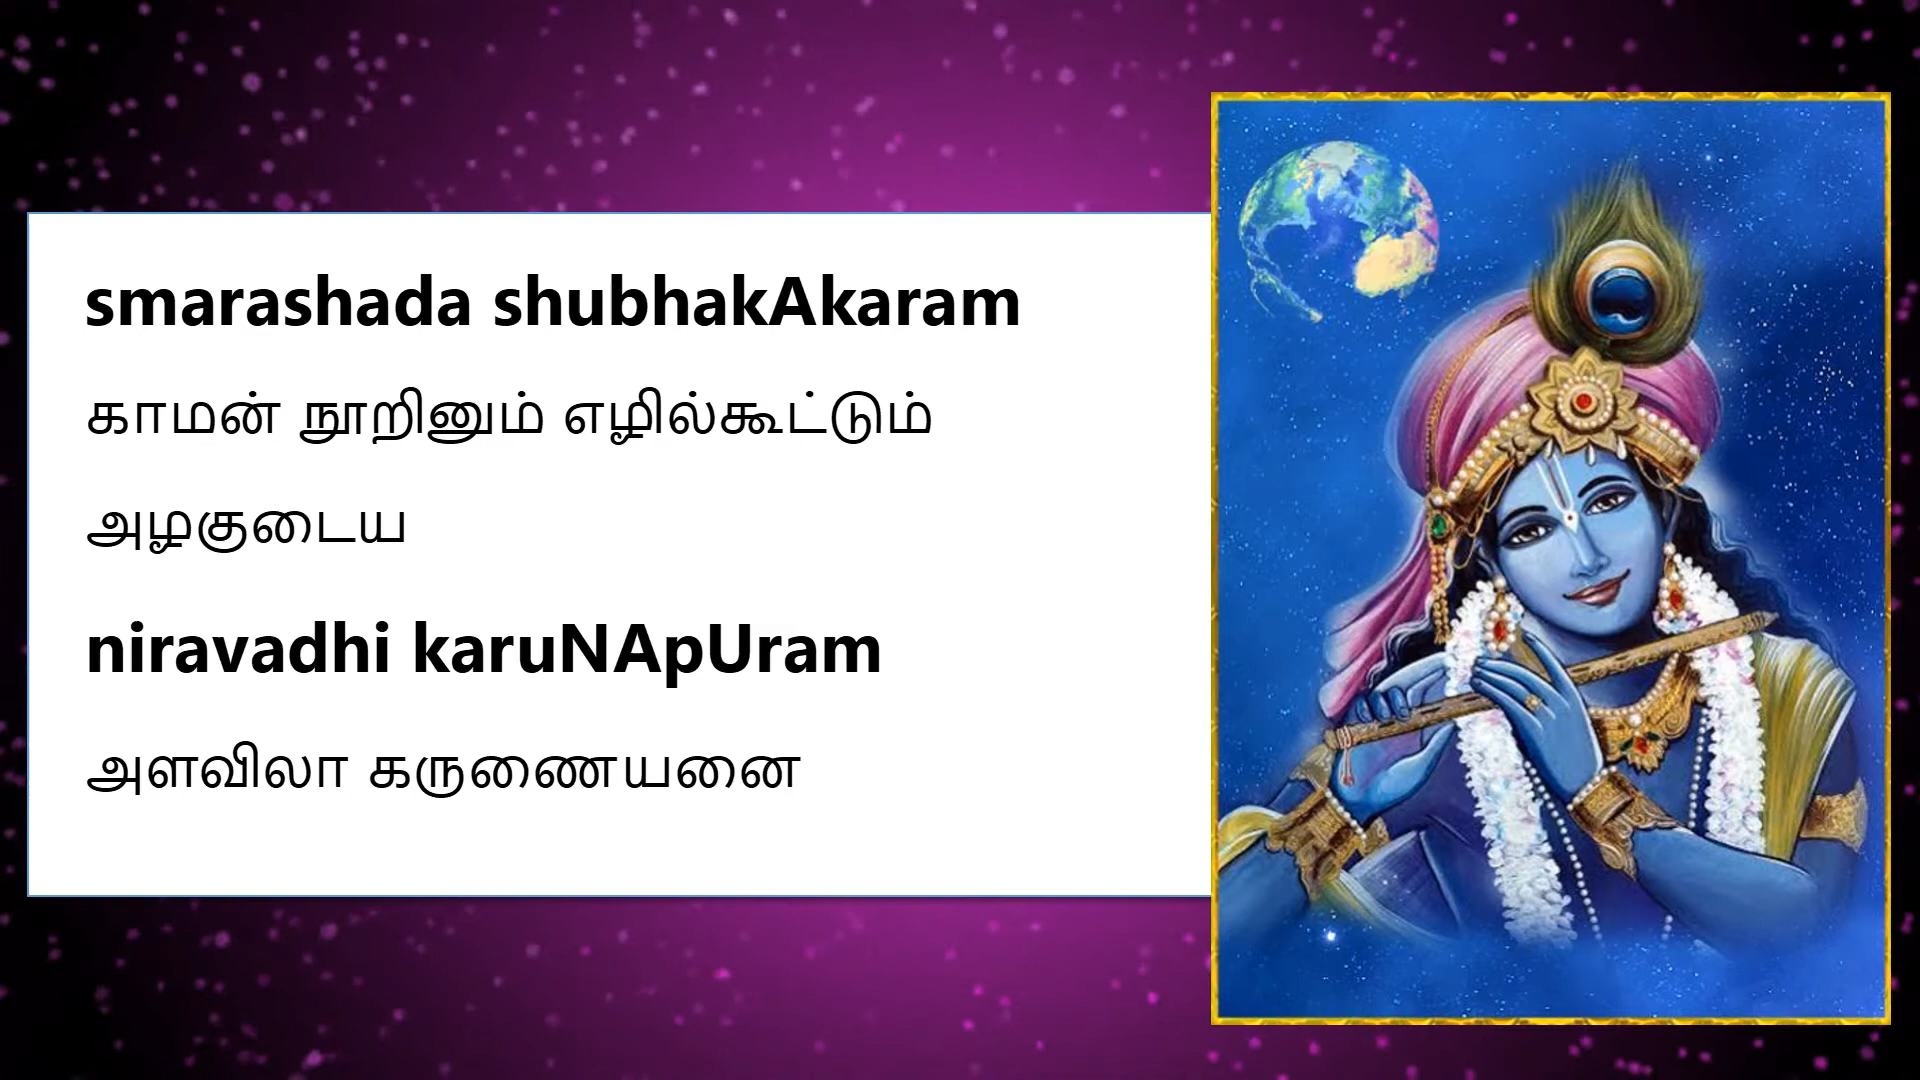 smarashada shubhakAkaram
காமன் நூறினும் எழில்கூட்டும்
அழகுடைய
niravadhi karuNApUram
அளவிலா கருணையனை